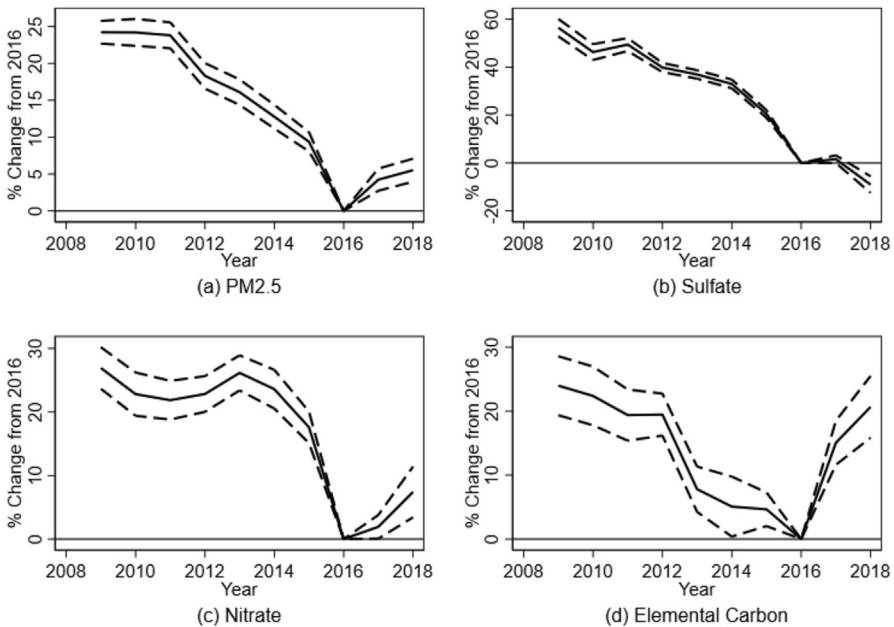 % Change from 2016
25
20
15
10
5
0
2008 2010 2012 2014 2016 2018
Year
(a) PM2.5
% Change from 2016
60
40
20
0
-20
2008 2010 2012 2014 2016 2018
Year
(b) Sulfate
% Change from 2016
30
20
10
0
2008 2010 2012 2014 2016 2018
Year
(c) Nitrate
% Change from 2016
30
20
10
0
2008 2010 2012 2014 2016 2018
Year
(d) Elemental Carbon